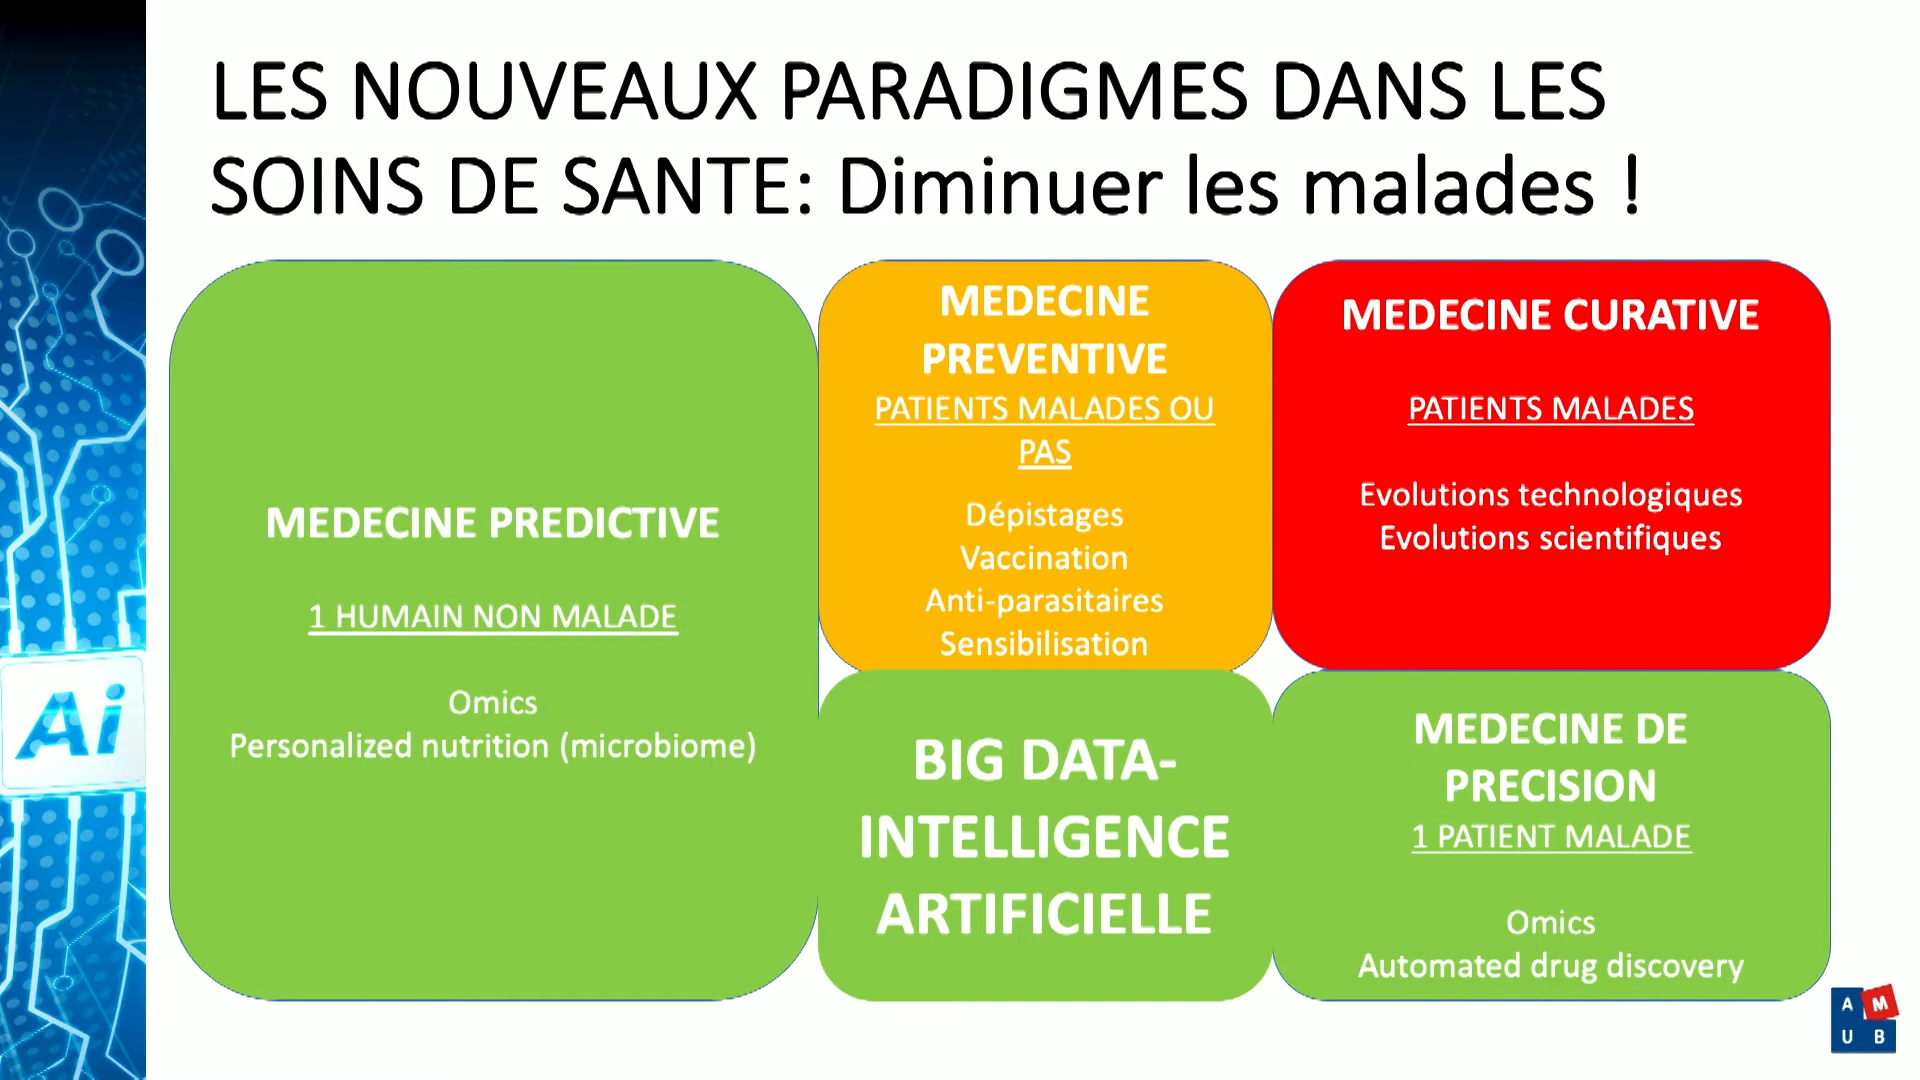 LES NOUVEAUX PARADIGMES DANS LES
SOINS DE SANTE: Diminuer les malades !
MEDECINE PREDICTIVE
1 HUMAIN NON MALADE
Omics
Personalized nutrition (microbiome)
MEDECINE
PREVENTIVE
PATIENTS MALADES OU
PAS
Dépistages
Vaccination
Anti-parasitaires
Sensibilisation
MEDECINE CURATIVE
PATIENTS MALADES
Evolutions technologiques
Evolutions scientifiques
BIG DATA-
INTELLIGENCE
ARTIFICIELLE
MEDECINE DE
PRECISION
1 PATIENT MALADE
Omics
Automated drug discovery
Ai
A M
U B